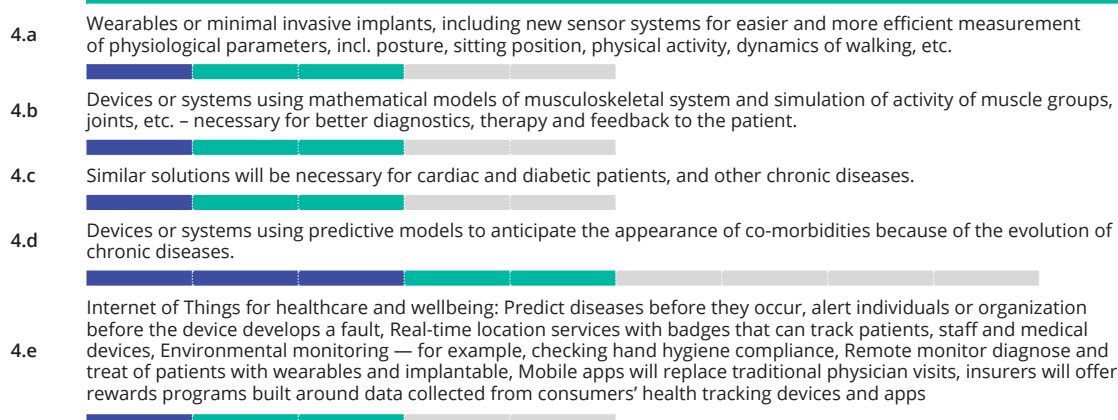 4.a
Wearables or minimal invasive implants, including new sensor systems for easier and more efficient measurement
of physiological parameters, incl. posture, sitting position, physical activity, dynamics of walking, etc.
4.b
Devices or systems using mathematical models of musculoskeletal system and simulation of activity of muscle groups,
joints, etc. – necessary for better diagnostics, therapy and feedback to the patient.
4.c
Similar solutions will be necessary for cardiac and diabetic patients, and other chronic diseases.
4.d
Devices or systems using predictive models to anticipate the appearance of co-morbidities because of the evolution of
chronic diseases.
4.e
Internet of Things for healthcare and wellbeing: Predict diseases before they occur, alert individuals or organization
before the device develops a fault, Real-time location services with badges that can track patients, staff and medical
devices, Environmental monitoring — for example, checking hand hygiene compliance, Remote monitor diagnose and
treat of patients with wearables and implantable, Mobile apps will replace traditional physician visits, insurers will offer
rewards programs built around data collected from consumers’ health tracking devices and apps